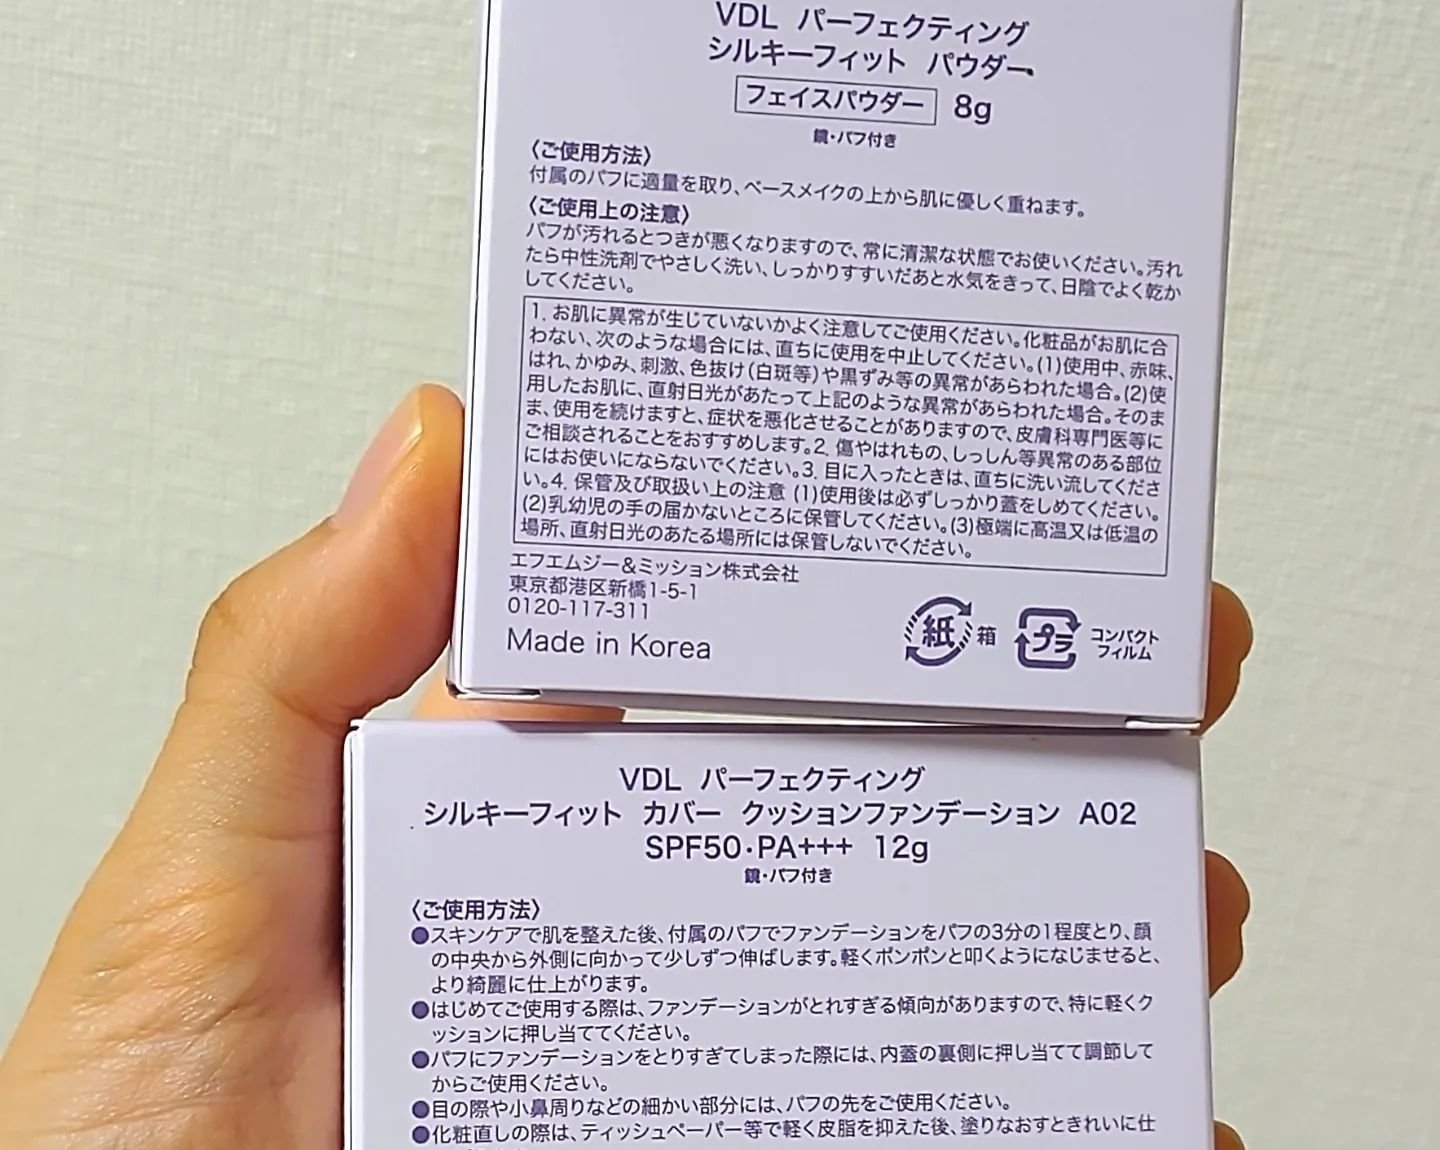 VDL パーフェクティング
シルキーフィット パウダー
フェイスパウダー 8g
鏡・パフ付き
〈ご使用方法〉
付属のパフに適量を取り、ベースメイクの上から肌に優しく重ねます。
〈ご使用上の注意〉
パフが汚れるとつきが悪くなりますので、常に清潔な状態でお使いください。汚れ
たら中性洗剤でやさしく洗い、しっかりすすいだあと水気をきって、日陰でよく乾か
してください。
1. お肌に異常が生じていないかよく注意してご使用ください。化粧品がお肌に合
わない、次のような場合には、直ちに使用を中止してください。(1)使用中、赤味、
はれ、かゆみ、刺激、色抜け(白斑等)や黒ずみ等の異常があらわれた場合。(2)使
用したお肌に、直射日光があたって上記のような異常があらわれた場合。そのま
ま、使用を続けますと、症状を悪化させることがありますので、皮膚科専門医等に
ご相談されることをおすすめします。2. 傷やはれもの、しっしん等異常のある部位
にはお使いにならないでください。3. 目に入ったときは、直ちに洗い流してくださ
い。4. 保管及び取扱い上の注意 (1)使用後は必ずしっかり蓋をしめてください。
(2)乳幼児の手の届かないところに保管してください。(3)極端に高温又は低温の
場所、直射日光のあたる場所には保管しないでください。
エフエムジー&ミッション株式会社
東京都港区新橋1-5-1
0120-117-311
Made in Korea
紙 箱 プラ コンパクト
フィルム
VDL パーフェクティング
シルキーフィット カバー クッションファンデーション A02
SPF50・PA+++ 12g
鏡・パフ付き
〈ご使用方法〉
●スキンケアで肌を整えた後、付属のパフでファンデーションをパフの3分の1程度とり、顔
の中央から外側に向かって少しずつ伸ばします。軽くポンポンと叩くようになじませると、
より綺麗に仕上がります。
●はじめてご使用する際は、ファンデーションがとれすぎる傾向がありますので、特に軽くク
ッションに押し当ててください。
●パフにファンデーションをとりすぎてしまった際には、内蓋の裏側に押し当てて調節して
からご使用ください。
●目の際や小鼻周りなどの細かい部分には、パフの先をご使用ください。
●化粧直しの際は、ティッシュペーパー等で軽く皮脂を抑えた後、塗りなおすときれいに仕